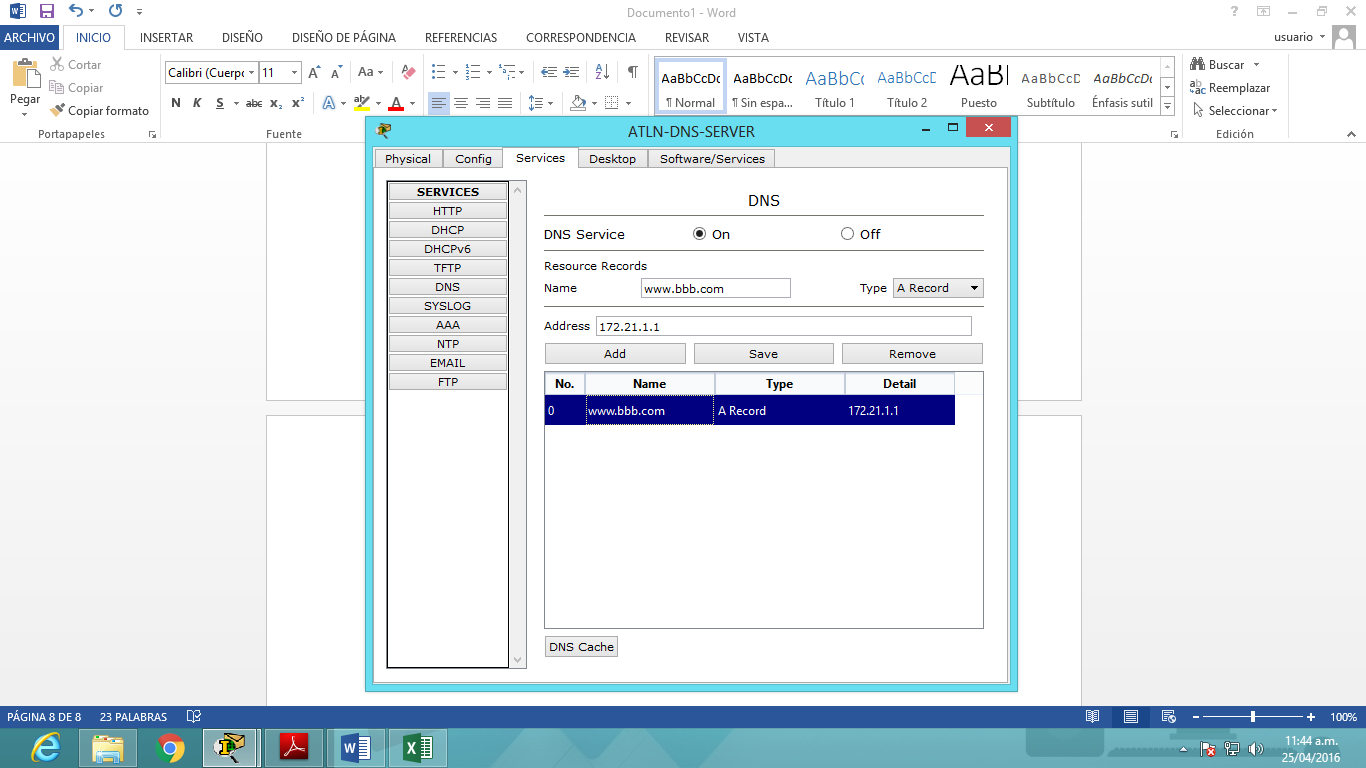 Documento1 - Word
ARCHIVO INICIO INSERTAR DISEÑO DISEÑO DE PÁGINA REFERENCIAS CORRESPONDENCIA REVISAR VISTA usuario
Pegar
Cortar
Copiar
Copiar formato
Portapapeles
Calibri (Cuerpo 11
N K S abc x₂ x²
Fuente
AaBbCcDc AaBbCcDc AaBbCc AaBbCcD AaBl AaBbCcD AaBbCcDc
¶ Normal ¶ Sin espa... Título 1 Título 2 Puesto Subtítulo Énfasis sutil
Buscar
Reemplazar
Seleccionar
Edición
ATLN-DNS-SERVER
Physical Config Services Desktop Software/Services
SERVICES
HTTP
DHCP
DHCPv6
TFTP
DNS
SYSLOG
AAA
NTP
EMAIL
FTP
DNS
DNS Service On Off
Resource Records
Name www.bbb.com Type A Record
Address 172.21.1.1
Add Save Remove
No. Name Type Detail
0 www.bbb.com A Record 172.21.1.1
DNS Cache
PÁGINA 8 DE 8 23 PALABRAS 100%
11:44 a.m.
25/04/2016